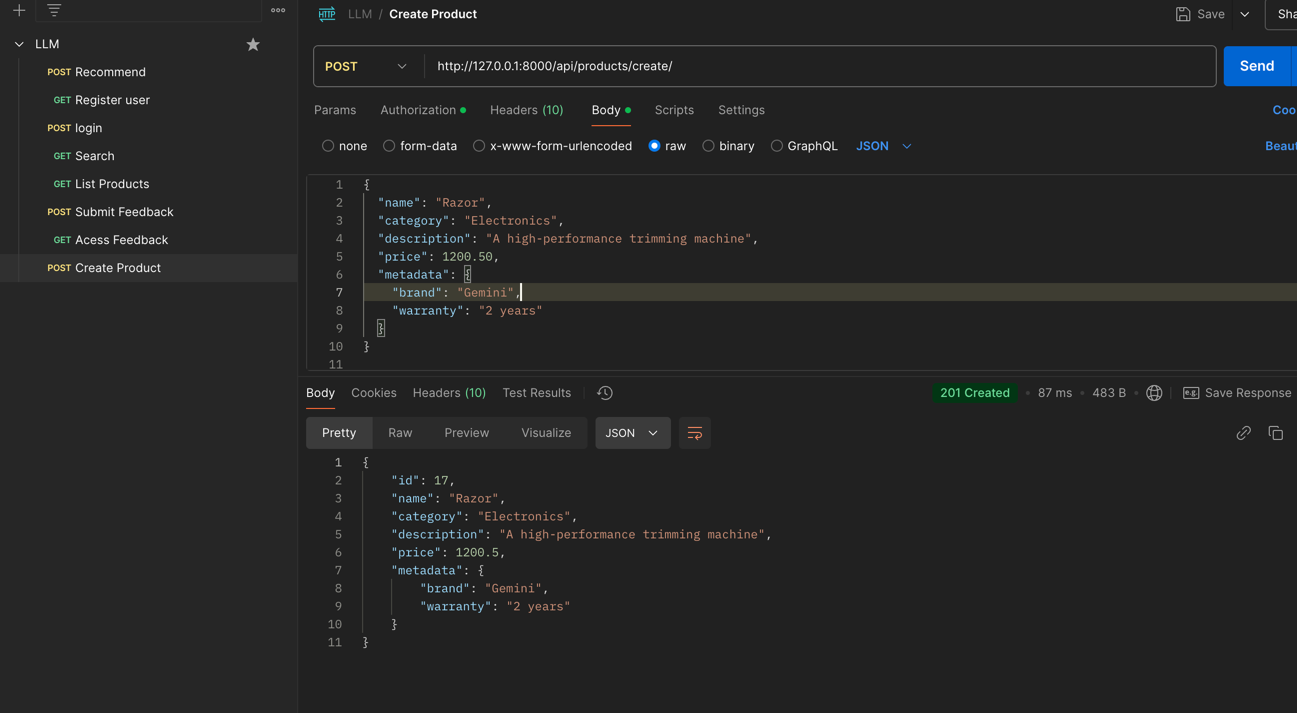 HTTP LLM / Create Product Save
LLM
POST Recommend
GET Register user
POST login
GET Search
GET List Products
POST Submit Feedback
GET Acess Feedback
POST Create Product
POST http://127.0.0.1:8000/api/products/create/ Send
Params Authorization Headers (10) Body Scripts Settings
none form-data x-www-form-urlencoded raw binary GraphQL JSON
1 {
2 "name": "Razor",
3 "category": "Electronics",
4 "description": "A high-performance trimming machine",
5 "price": 1200.50,
6 "metadata": {
7 "brand": "Gemini",
8 "warranty": "2 years"
9 }
10 }
11
Body Cookies Headers (10) Test Results 201 Created 87 ms 483 B e.g. Save Response
Pretty Raw Preview Visualize JSON
1 {
2 "id": 17,
3 "name": "Razor",
4 "category": "Electronics",
5 "description": "A high-performance trimming machine",
6 "price": 1200.5,
7 "metadata": {
8 "brand": "Gemini",
9 "warranty": "2 years"
10 }
11 }